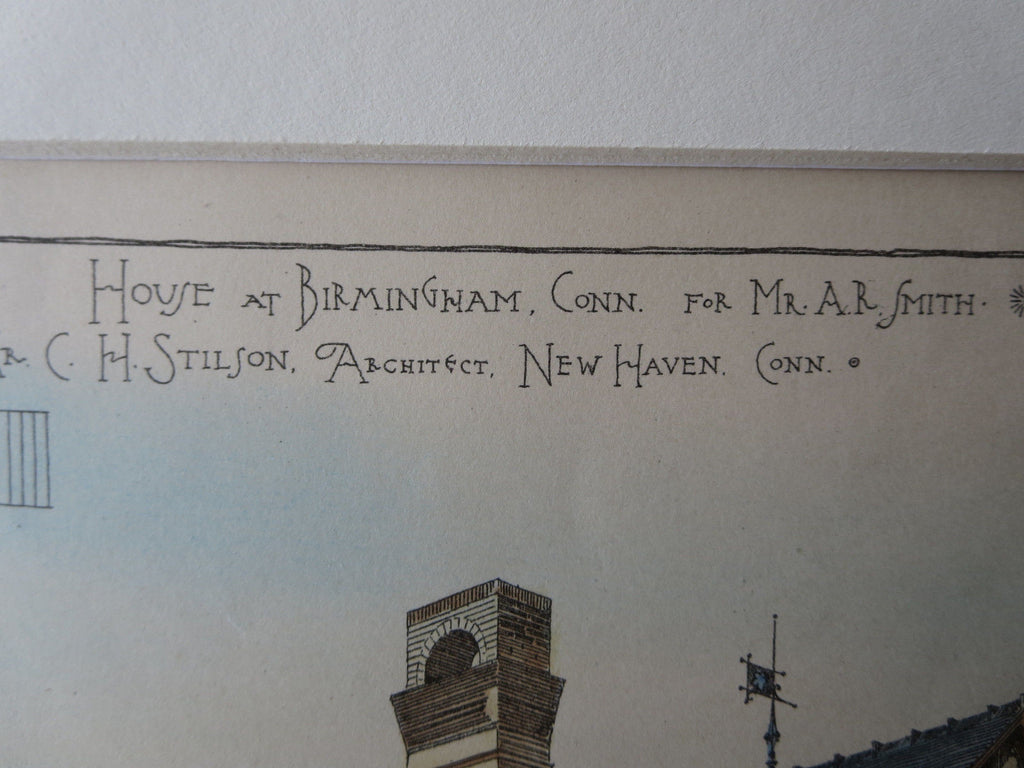 House at Birmingham, Conn. for Mr. A.R. Smith.
C. H. Stilson, Architect, New Haven. Conn.